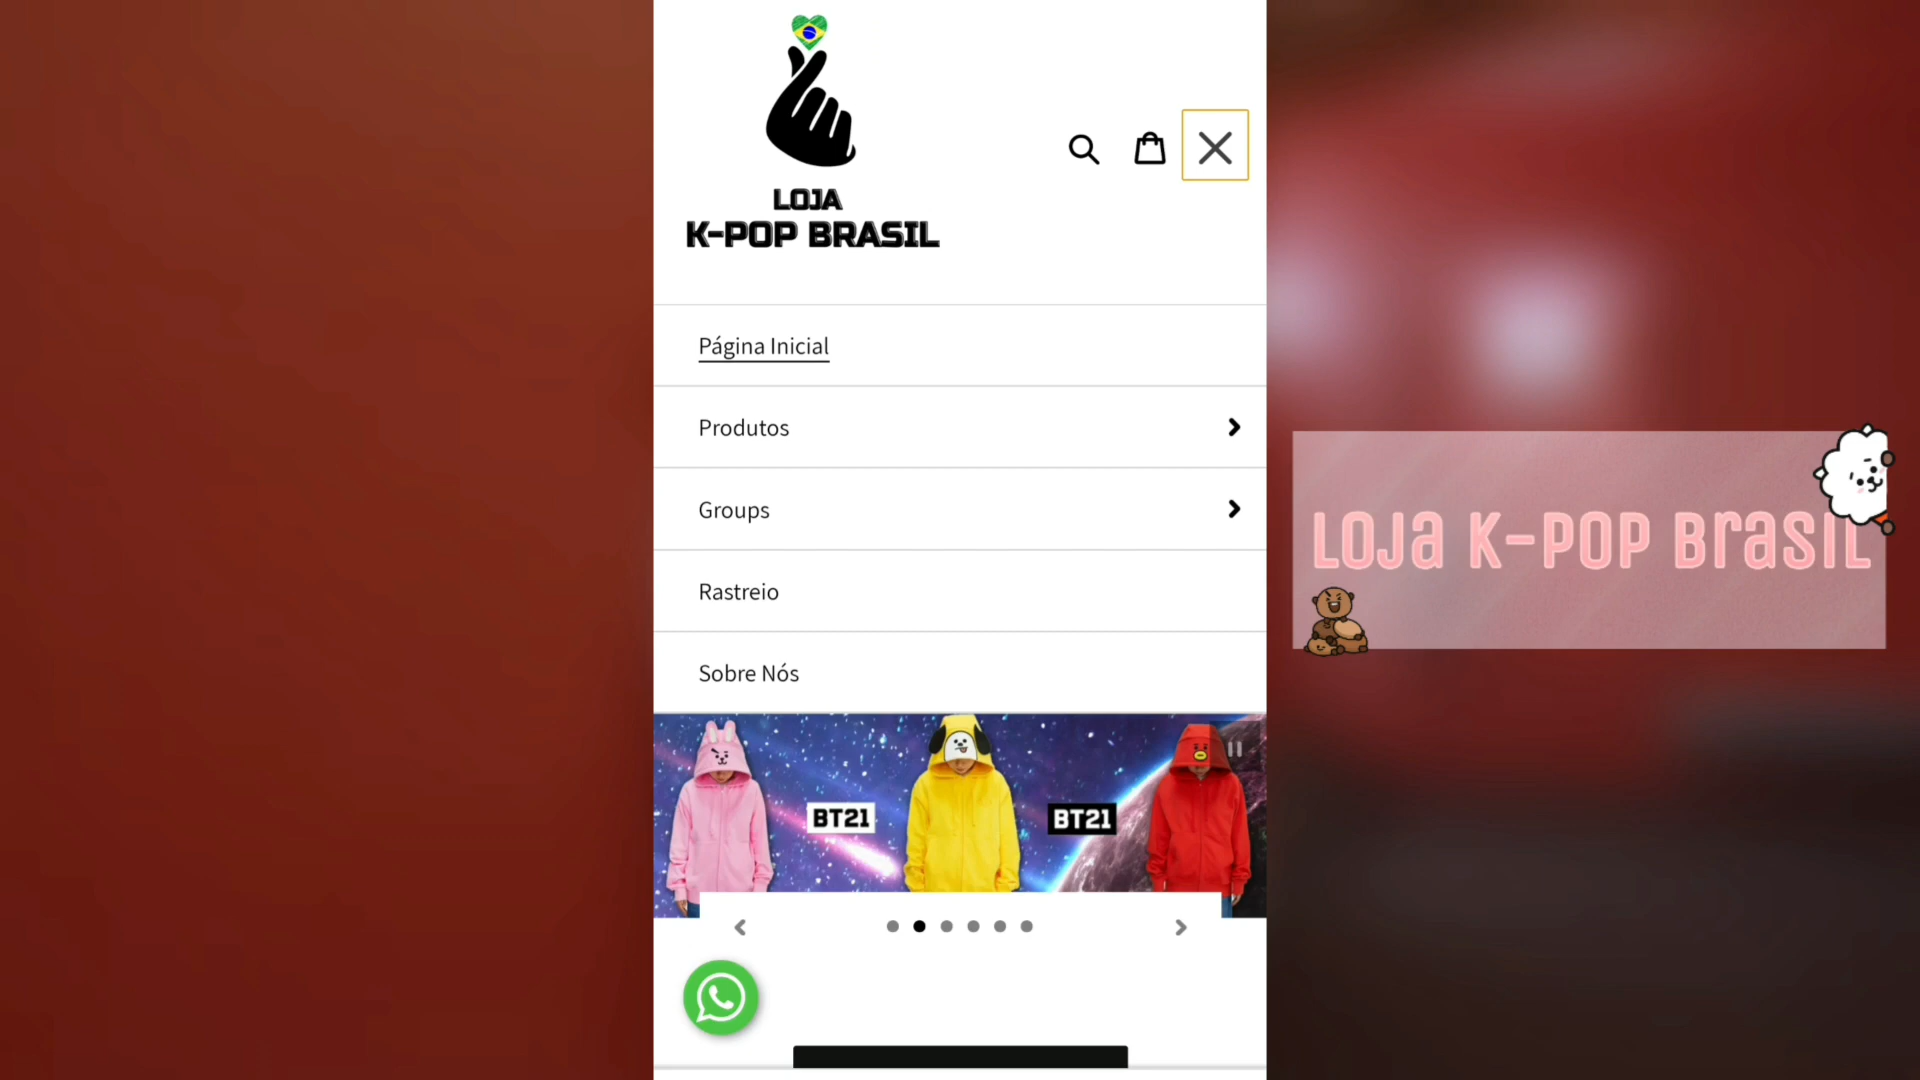 LOJA
K-POP BRASIL
Página Inicial
Produtos
Groups
Rastreio
Sobre Nós
BT21
BT21
LOJA K-POP BRASIL